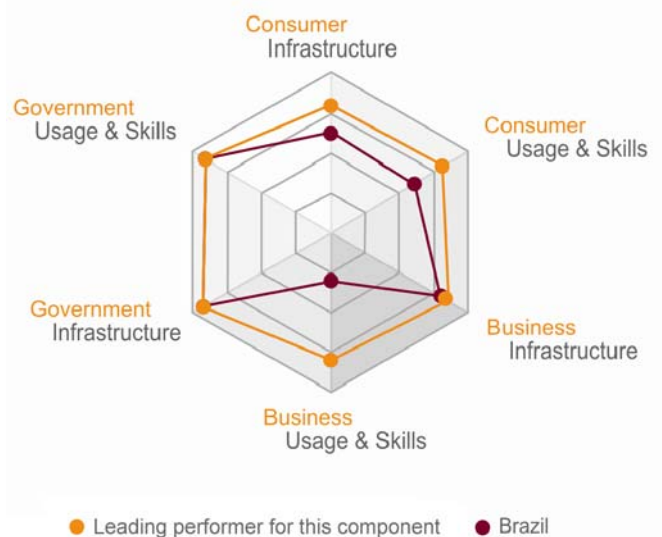 Consumer
Infrastructure
Government
Usage & Skills
Consumer
Usage & Skills
Government
Infrastructure
Business
Infrastructure
Business
Usage & Skills
Leading performer for this component
Brazil